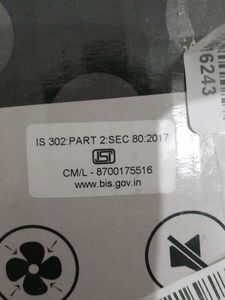 6243
IS 302:PART 2:SEC 80:2017
ISI
CM/L - 8700175516
www.bis.gov.in